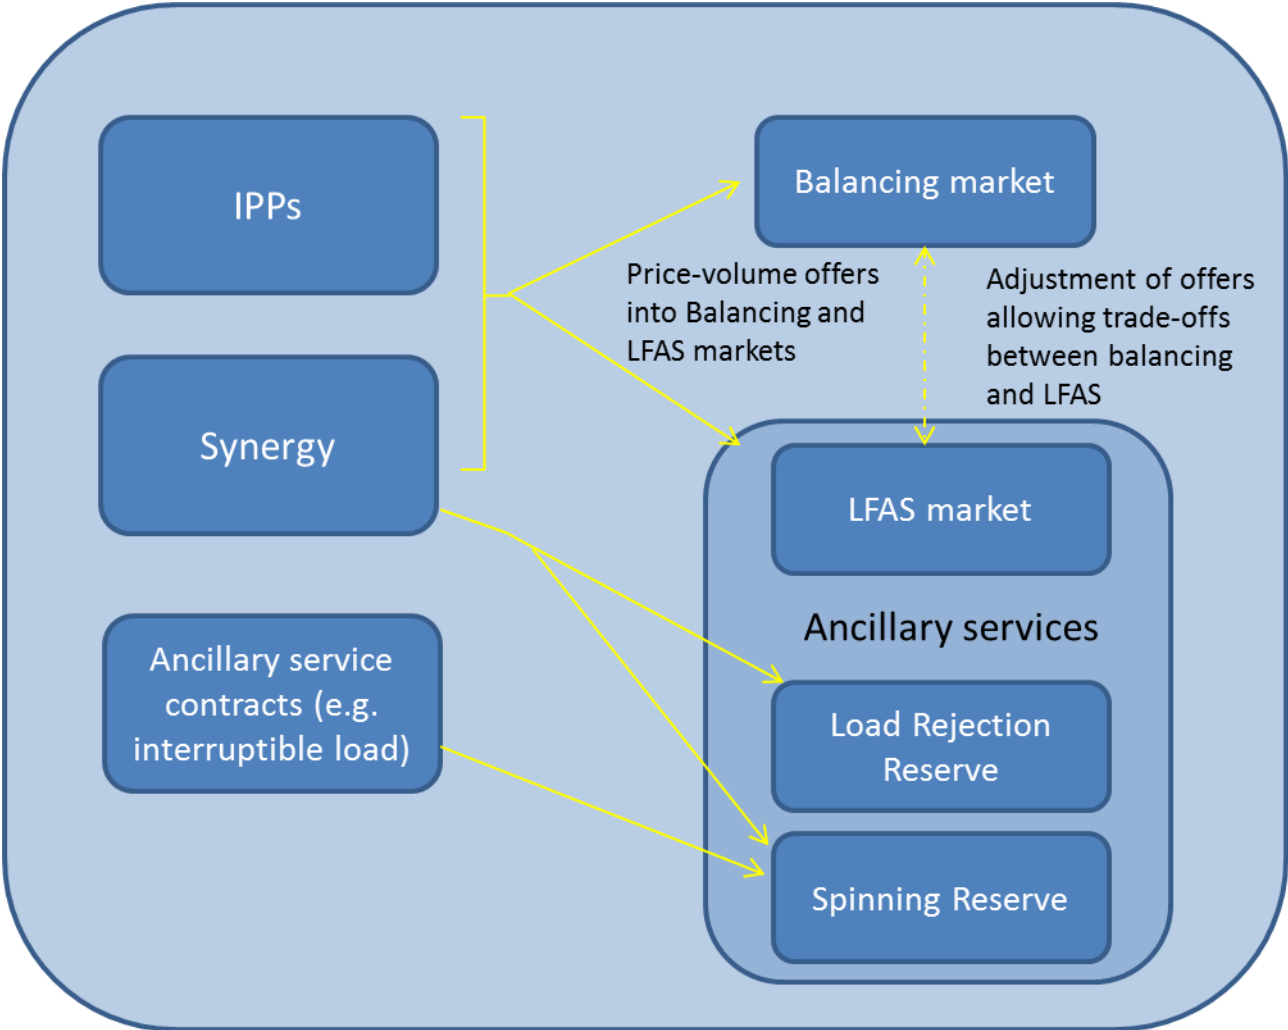 IPPs
Synergy
Ancillary service
contracts (e.g.
interruptible load)
Balancing market
Price-volume offers
into Balancing and
LFAS markets
Adjustment of offers
allowing trade-offs
between balancing
and LFAS
LFAS market
Ancillary services
Load Rejection
Reserve
Spinning Reserve